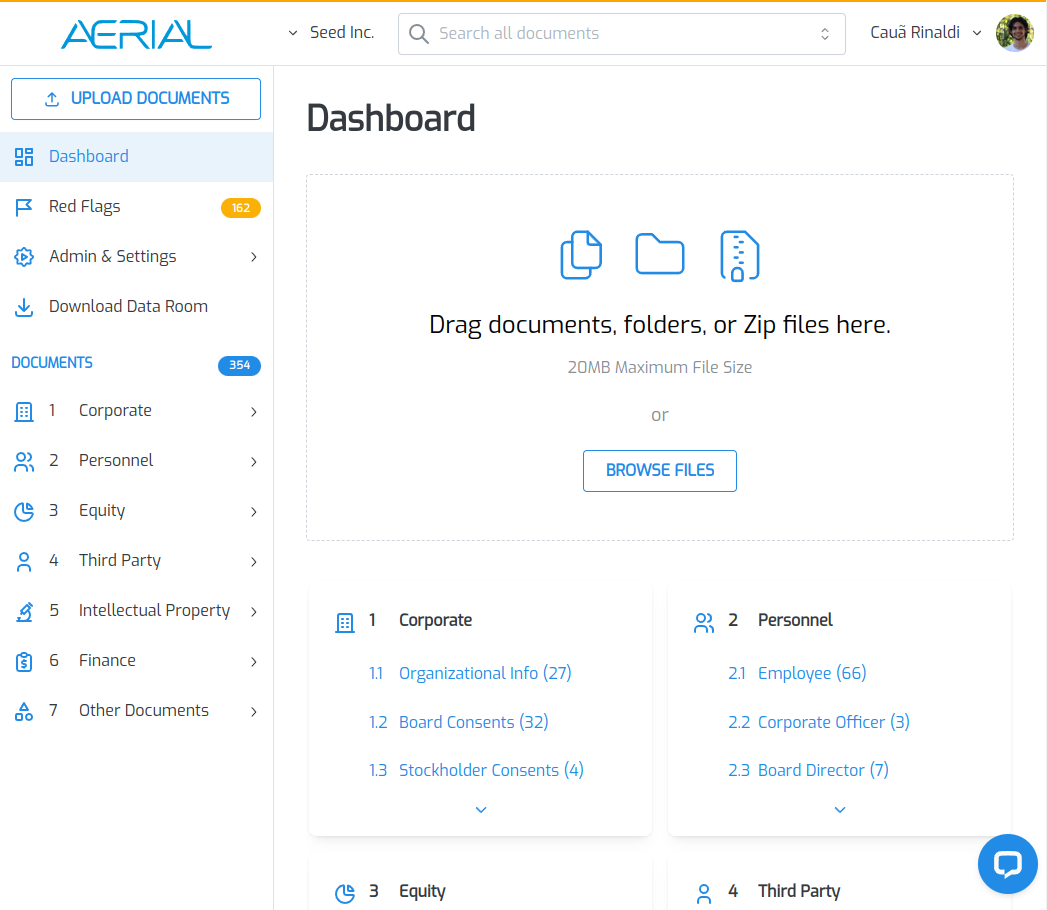 AERIAL
Seed Inc.
Search all documents
Cauã Rinaldi
UPLOAD DOCUMENTS
Dashboard
Red Flags 162
Admin & Settings
Download Data Room
DOCUMENTS 354
1 Corporate
2 Personnel
3 Equity
4 Third Party
5 Intellectual Property
6 Finance
7 Other Documents
Dashboard
Drag documents, folders, or Zip files here.
20MB Maximum File Size
or
BROWSE FILES
1 Corporate
1.1 Organizational Info (27)
1.2 Board Consents (32)
1.3 Stockholder Consents (4)
2 Personnel
2.1 Employee (66)
2.2 Corporate Officer (3)
2.3 Board Director (7)
3 Equity
4 Third Party